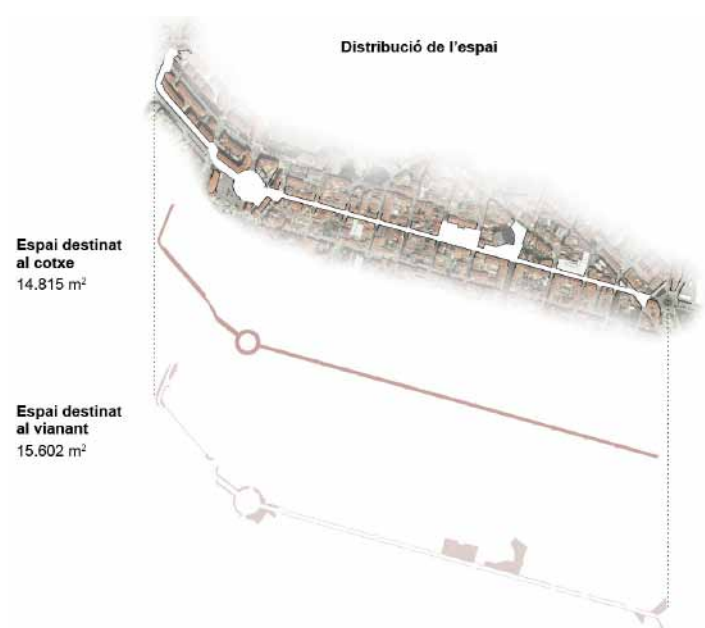 Distribució de l'espai
Espai destinat
al cotxe
14.815 m²
Espai destinat
al vianant
15.602 m²